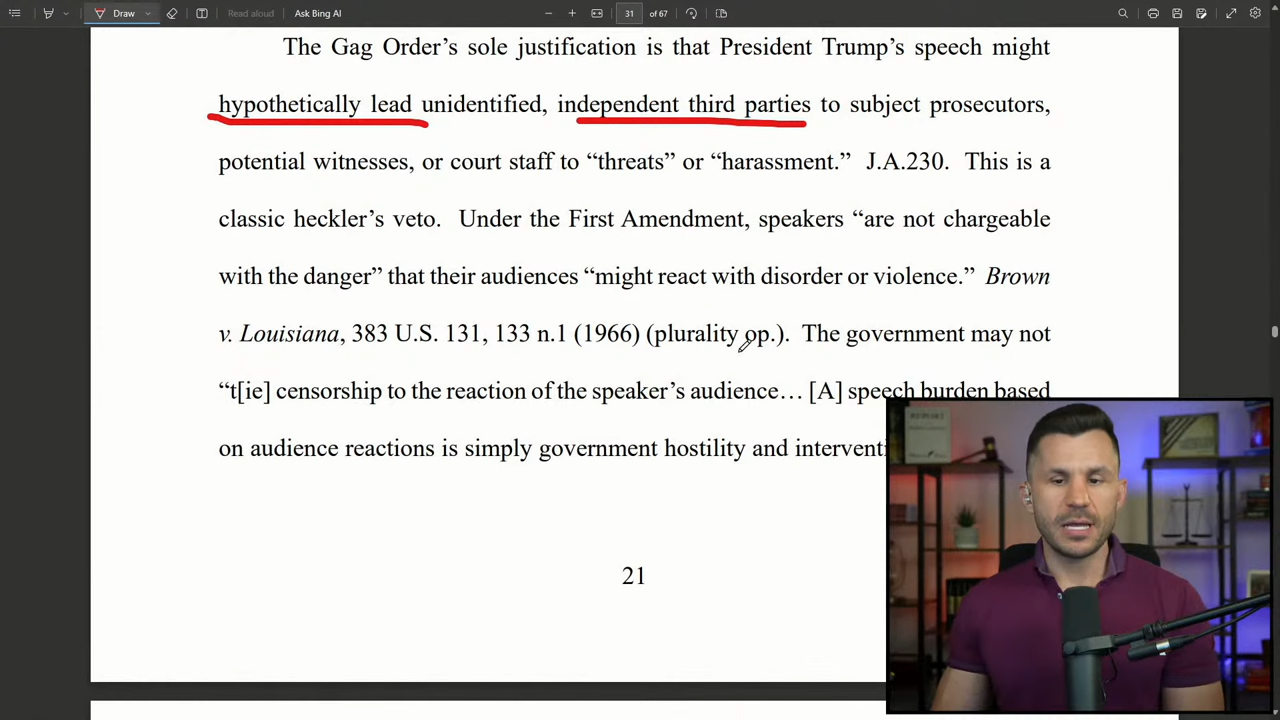 Draw
Read aloud
Ask Bing AI
31 of 67
The Gag Order’s sole justification is that President Trump’s speech might
hypothetically lead unidentified, independent third parties to subject prosecutors,
potential witnesses, or court staff to “threats” or “harassment.” J.A.230. This is a
classic heckler’s veto. Under the First Amendment, speakers “are not chargeable
with the danger” that their audiences “might react with disorder or violence.” Brown
v. Louisiana, 383 U.S. 131, 133 n.1 (1966) (plurality op.). The government may not
“t[ie] censorship to the reaction of the speaker’s audience… [A] speech burden based
on audience reactions is simply government hostility and
21